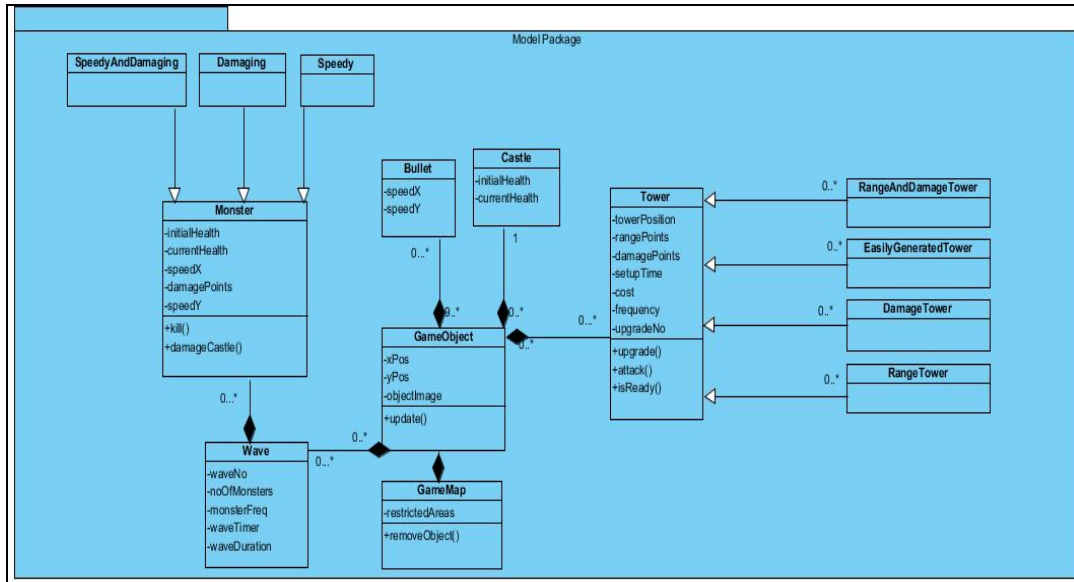 Model Package
SpeedyAndDamaging
Damaging
Speedy
Bullet
-speedX
-speedY
Castle
-initialHealth
-currentHealth
Monster
-initialHealth
-currentHealth
-speedX
-damagePoints
-speedY
+kill()
+damageCastle()
Tower
-towerPosition
-rangePoints
-damagePoints
-setupTime
-cost
-frequency
-upgradeNo
+upgrade()
+attack()
+isReady()
0..*
RangeAndDamageTower
0..*
EasilyGeneratedTower
0..*
DamageTower
0..*
RangeTower
0...*
1
0..*
0..*
0...*
GameObject
-xPos
-yPos
-objectImage
+update()
0...*
0..*
0...*
Wave
-waveNo
-noOfMonsters
-monsterFreq
-waveTimer
-waveDuration
GameMap
-restrictedAreas
+removeObject()